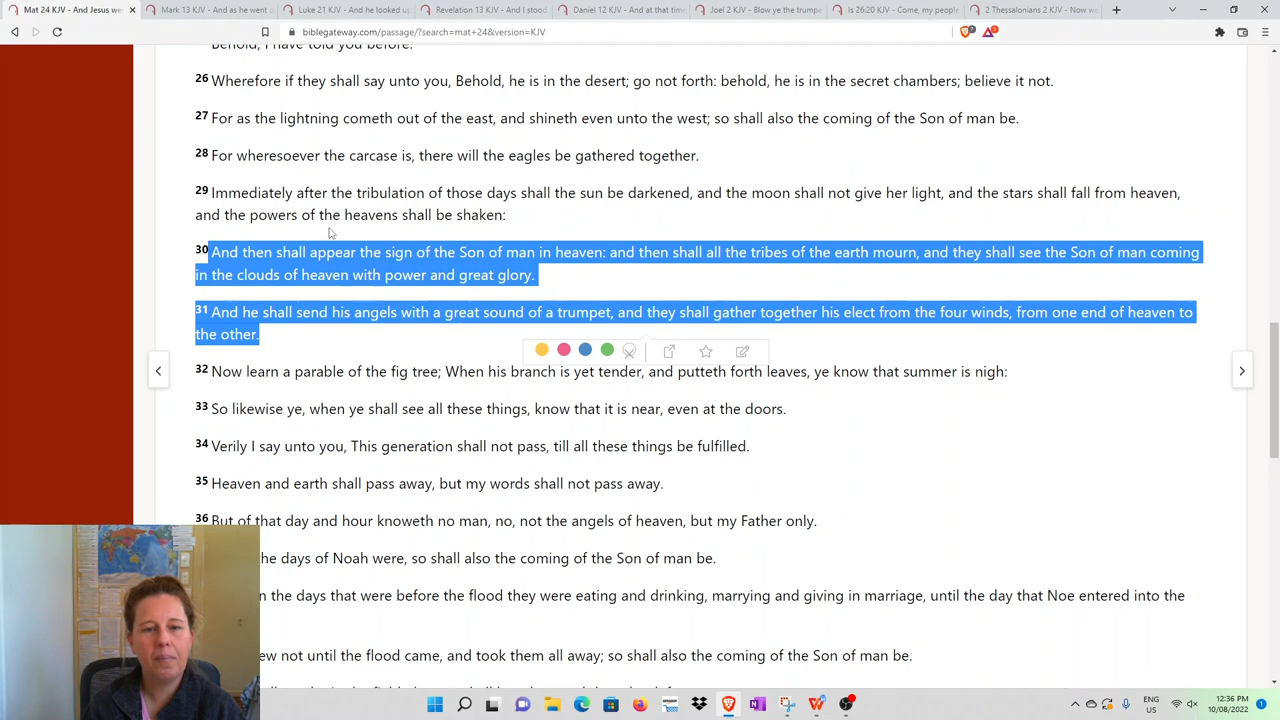 Mat 24 KJV - And Jesus wen
Mark 13 KJV - And as he went o
Luke 21 KJV - And he looked up
Revelation 13 KJV - And I stood
Daniel 12 KJV - And at that time
Joel 2 KJV - Blow ye the trumpe
Is 26:20 KJV - Come, my people
2 Thessalonians 2 KJV - Now we
biblegateway.com/passage/?search=mat+24&version=KJV
Behold, I have told you before.
26 Wherefore if they shall say unto you, Behold, he is in the desert; go not forth: behold, he is in the secret chambers; believe it not.
27 For as the lightning cometh out of the east, and shineth even unto the west; so shall also the coming of the Son of man be.
28 For wheresoever the carcase is, there will the eagles be gathered together.
29 Immediately after the tribulation of those days shall the sun be darkened, and the moon shall not give her light, and the stars shall fall from heaven,
and the powers of the heavens shall be shaken:
30 And then shall appear the sign of the Son of man in heaven: and then shall all the tribes of the earth mourn, and they shall see the Son of man coming
in the clouds of heaven with power and great glory.
31 And he shall send his angels with a great sound of a trumpet, and they shall gather together his elect from the four winds, from one end of heaven to
the other.
32 Now learn a parable of the fig tree; When his branch is yet tender, and putteth forth leaves, ye know that summer is nigh:
33 So likewise ye, when ye shall see all these things, know that it is near, even at the doors.
34 Verily I say unto you, This generation shall not pass, till all these things be fulfilled.
35 Heaven and earth shall pass away, but my words shall not pass away.
36 But of that day and hour knoweth no man, no, not the angels of heaven, but my Father only.
he days of Noah were, so shall also the coming of the Son of man be.
n the days that were before the flood they were eating and drinking, marrying and giving in marriage, until the day that Noe entered into the
ew not until the flood came, and took them all away; so shall also the coming of the Son of man be.
ENG
US
12:36 PM
10/08/2022